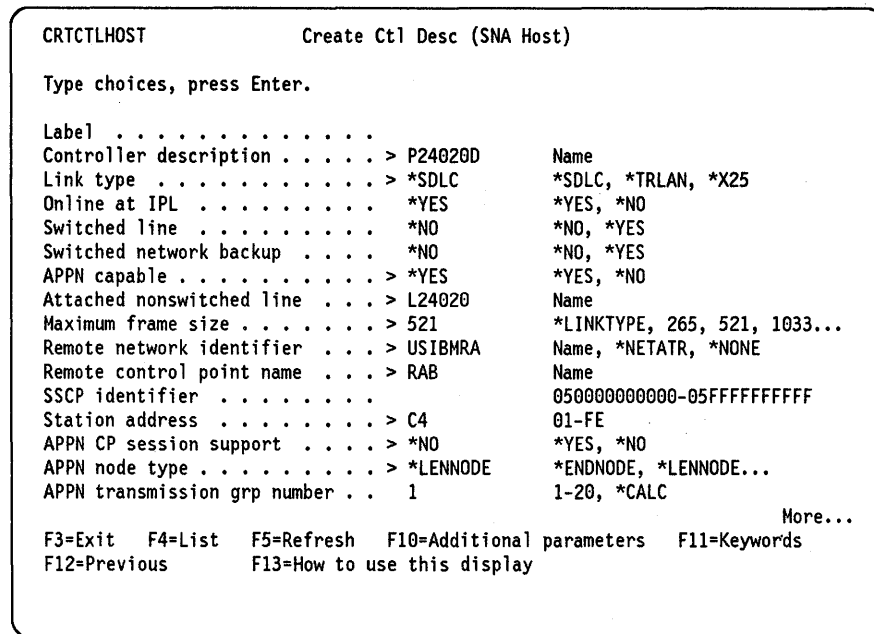 CRTCTLHOST                Create Ctl Desc (SNA Host)
Type choices, press Enter.
Label  . . . . . . . . . . . . .
Controller description . . . . . > P24020D       Name
Link type  . . . . . . . . . . . > *SDLC         *SDLC, *TRLAN, *X25
Online at IPL  . . . . . . . . .   *YES          *YES, *NO
Switched line  . . . . . . . . .   *NO           *NO, *YES
Switched network backup  . . . .   *NO           *NO, *YES
APPN capable . . . . . . . . . . > *YES          *YES, *NO
Attached nonswitched line  . . . > L24020        Name
Maximum frame size . . . . . . . > 521           *LINKTYPE, 265, 521, 1033...
Remote network identifier  . . . > USIBMRA       Name, *NETATR, *NONE
Remote control point name  . . . > RAB           Name
SSCP identifier  . . . . . . . .                 050000000000-05FFFFFFFFFF
Station address  . . . . . . . . > C4            01-FE
APPN CP session support  . . . . > *NO           *YES, *NO
APPN node type . . . . . . . . . > *LENNODE      *ENDNODE, *LENNODE...
APPN transmission grp number . .   1             1-20, *CALC
More...
F3=Exit   F4=List   F5=Refresh   F10=Additional parameters   F11=Keywords
F12=Previous        F13=How to use this display